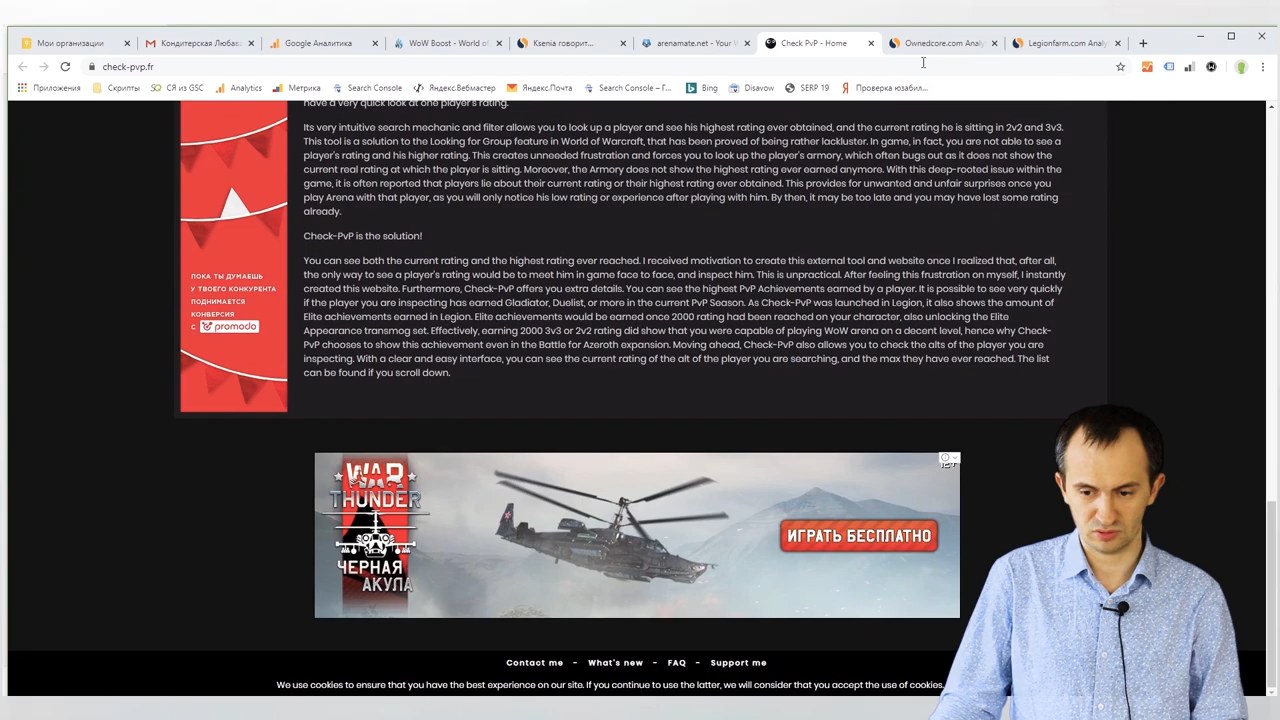 Мои организации
Кондитерская Любава
Google Аналитика
WoW Boost - World of
Ksenia говорит...
arenamate.net - Your W
Check PvP - Home
Ownedcore.com Analy
Legionfarm.com Analy
check-pvp.fr
Приложения
Скрипты
СЯ из GSC
Analytics
Метрика
Search Console
Яндекс.Вебмастер
Яндекс.Почта
Search Console – Г...
Bing
Disavow
SERP 19
Проверка юзабил...
have a very quick look at one player's rating.
Its very intuitive search mechanic and filter allows you to look up a player and see his highest rating ever obtained, and the current rating he is sitting in 2v2 and 3v3.
This tool is a solution to the Looking for Group feature in World of Warcraft, that has been proved of being rather lackluster. In game, in fact, you are not able to see a
player's rating and his higher rating. This creates unneeded frustration and forces you to look up the player's armory, which often bugs out as it does not show the
current real rating at which the player is sitting. Moreover, the Armory does not show the highest rating ever earned anymore. With this deep-rooted issue within the
game, it is often reported that players lie about their current rating or their highest rating ever obtained. This provides for unwanted and unfair surprises once you
play Arena with that player, as you will only notice his low rating or experience after playing with him. By then, it may be too late and you may have lost some rating
already.
Check-PvP is the solution!
You can see both the current rating and the highest rating ever reached. I received motivation to create this external tool and website once I realized that, after all,
the only way to see a player's rating would be to meet him in game face to face, and inspect him. This is unpractical. After feeling this frustration on myself, I instantly
created this website. Furthermore, Check-PvP offers you extra details. You can see the highest PvP Achievements earned by a player. It is possible to see very quickly
if the player you are inspecting has earned Gladiator, Duelist, or more in the current PvP Season. As Check-PvP was launched in Legion, it also shows the amount of
Elite achievements earned in Legion. Elite achievements would be earned once 2000 rating had been reached on your character, also unlocking the Elite
Appearance transmog set. Effectively, earning 2000 3v3 or 2v2 rating did show that you were capable of playing WoW arena on a decent level, hence why Check-
PvP chooses to show this achievement even in the Battle for Azeroth expansion. Moving ahead, Check-PvP also allows you to check the alts of the player you are
inspecting. With a clear and easy interface, you can see the current rating of the alt of the player you are searching, and the max they have ever reached. The list
can be found if you scroll down.
ПОКА ТЫ ДУМАЕШЬ
У ТВОЕГО КОНКУРЕНТА
ПОДНИМАЕТСЯ
КОНВЕРСИЯ
С promodo
WAR
THUNDER
ЧЕРНАЯ
АКУЛА
ИГРАТЬ БЕСПЛАТНО
Contact me - What's new - FAQ - Support me
We use cookies to ensure that you have the best experience on our site. If you continue to use the latter, we will consider that you accept the use of cookies.